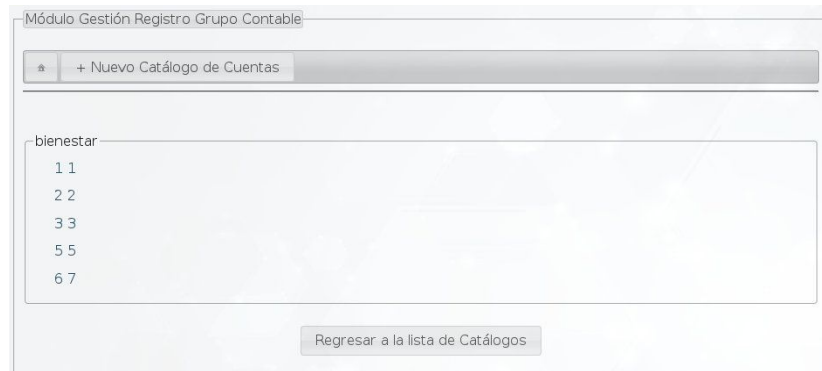 Módulo Gestión Registro Grupo Contable
+ Nuevo Catálogo de Cuentas
bienestar
1 1
2 2
3 3
5 5
6 7
Regresar a la lista de Catálogos